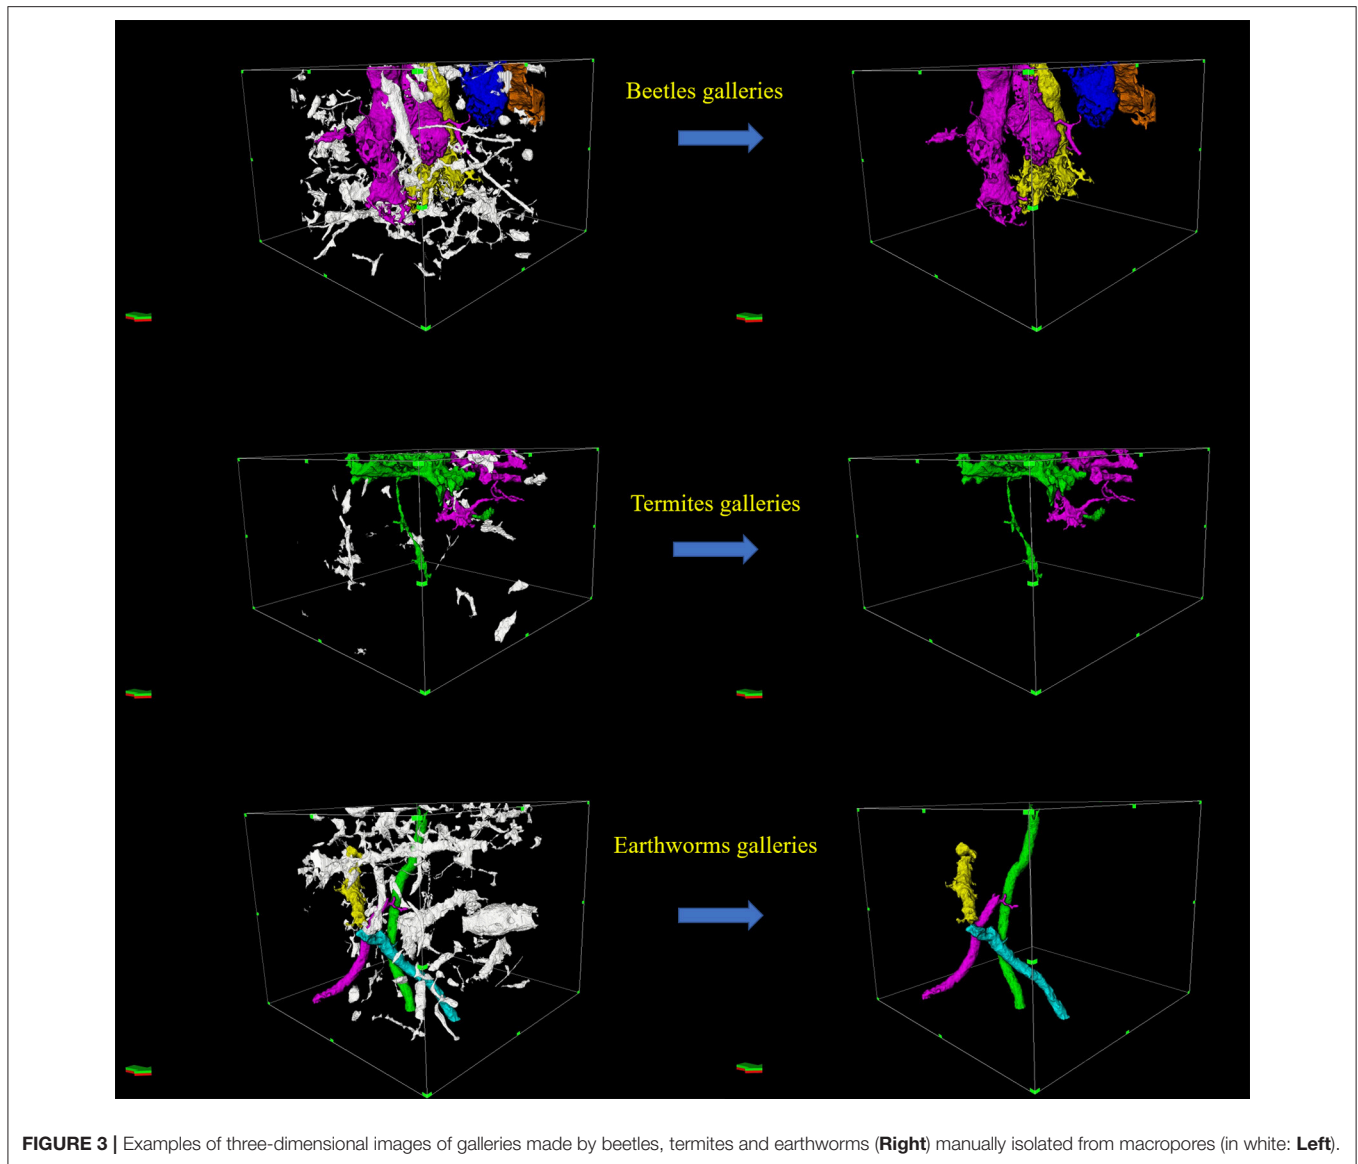 Beetles galleries
Termites galleries
Earthworms galleries
FIGURE 3 | Examples of three-dimensional images of galleries made by beetles, termites and earthworms (Right) manually isolated from macropores (in white: Left).